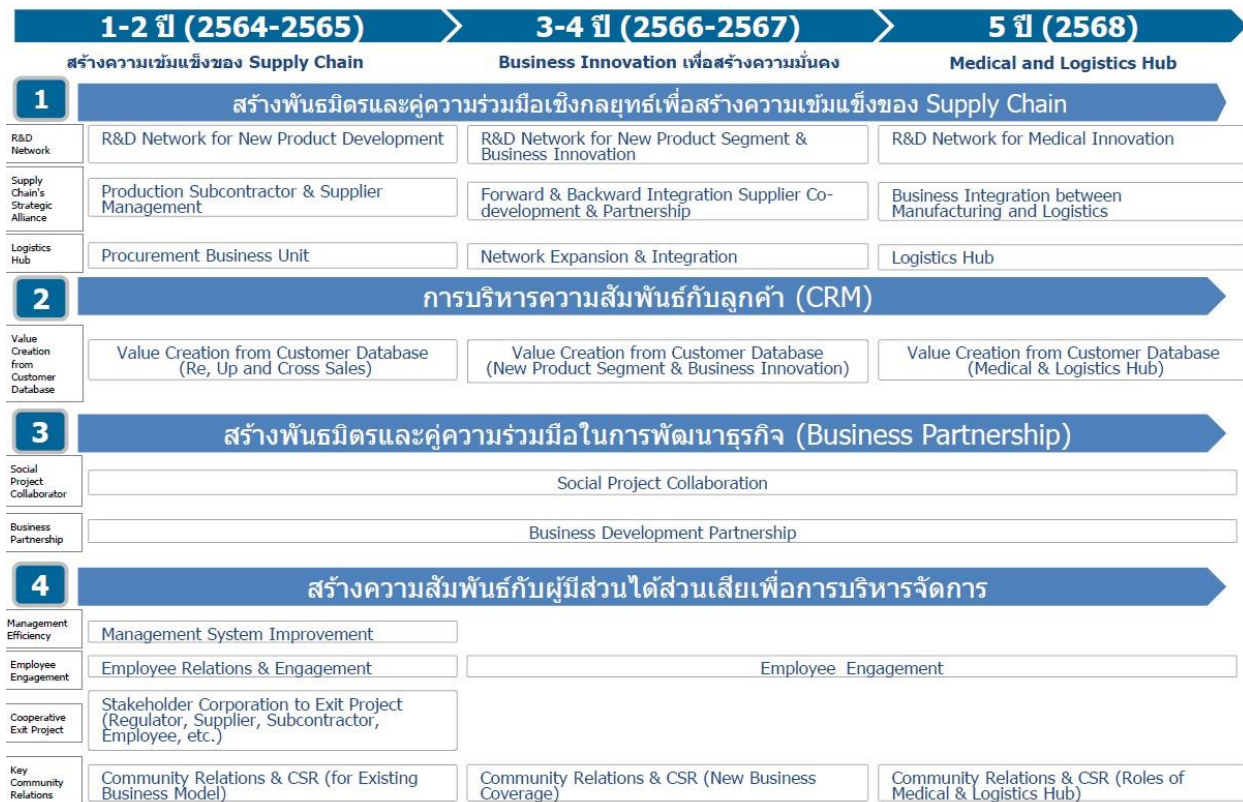 1-2 ปี (2564-2565)
3-4 ปี (2566-2567)
5 ปี (2568)
สร้างความเข้มแข็งของ Supply Chain
Business Innovation เพื่อสร้างความมั่นคง
Medical and Logistics Hub
1
สร้างพันธมิตรและคู่ความร่วมมือเชิงกลยุทธ์เพื่อสร้างความเข้มแข็งของ Supply Chain
R&D
Network
R&D Network for New Product Development
R&D Network for New Product Segment &
Business Innovation
R&D Network for Medical Innovation
Supply
Chain's
Strategic
Alliance
Production Subcontractor & Supplier
Management
Forward & Backward Integration Supplier Co-
development & Partnership
Business Integration between
Manufacturing and Logistics
Logistics
Hub
Procurement Business Unit
Network Expansion & Integration
Logistics Hub
2
การบริหารความสัมพันธ์กับลูกค้า (CRM)
Value
Creation
from
Customer
Database
Value Creation from Customer Database
(Re, Up and Cross Sales)
Value Creation from Customer Database
(New Product Segment & Business Innovation)
Value Creation from Customer Database
(Medical & Logistics Hub)
3
สร้างพันธมิตรและคู่ความร่วมมือในการพัฒนาธุรกิจ (Business Partnership)
Social
Project
Collaborator
Social Project Collaboration
Business
Partnership
Business Development Partnership
4
สร้างความสัมพันธ์กับผู้มีส่วนได้ส่วนเสียเพื่อการบริหารจัดการ
Management
Efficiency
Management System Improvement
Employee
Engagement
Employee Relations & Engagement
Employee Engagement
Cooperative
Exit Project
Stakeholder Corporation to Exit Project
(Regulator, Supplier, Subcontractor,
Employee, etc.)
Key
Community
Relations
Community Relations & CSR (for Existing
Business Model)
Community Relations & CSR (New Business
Coverage)
Community Relations & CSR (Roles of
Medical & Logistics Hub)